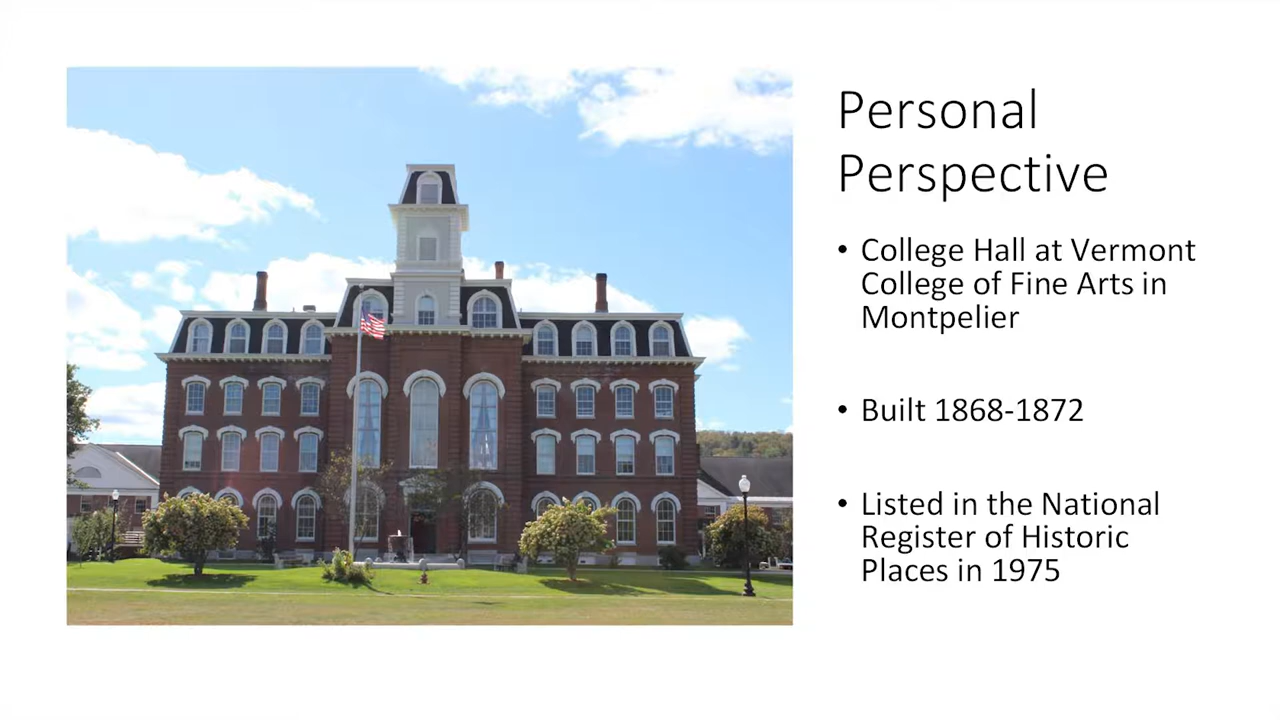 Personal
Perspective
• College Hall at Vermont
College of Fine Arts in
Montpelier
• Built 1868-1872
• Listed in the National
Register of Historic
Places in 1975